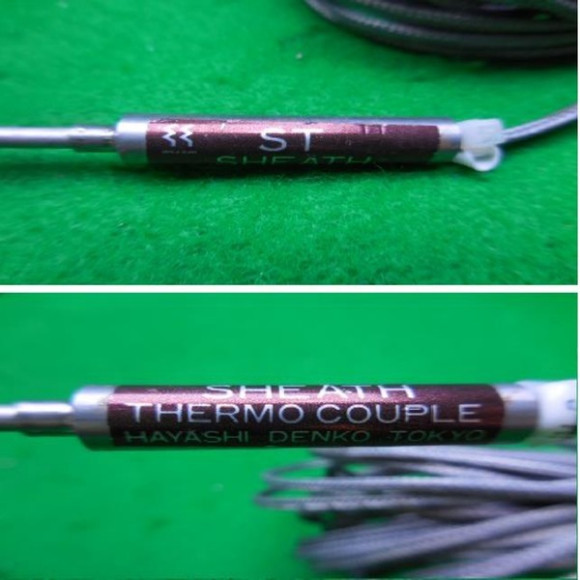 ST
SHEATH
SHEATH
THERMO COUPLE
HAYASHI DENKO TOKYO